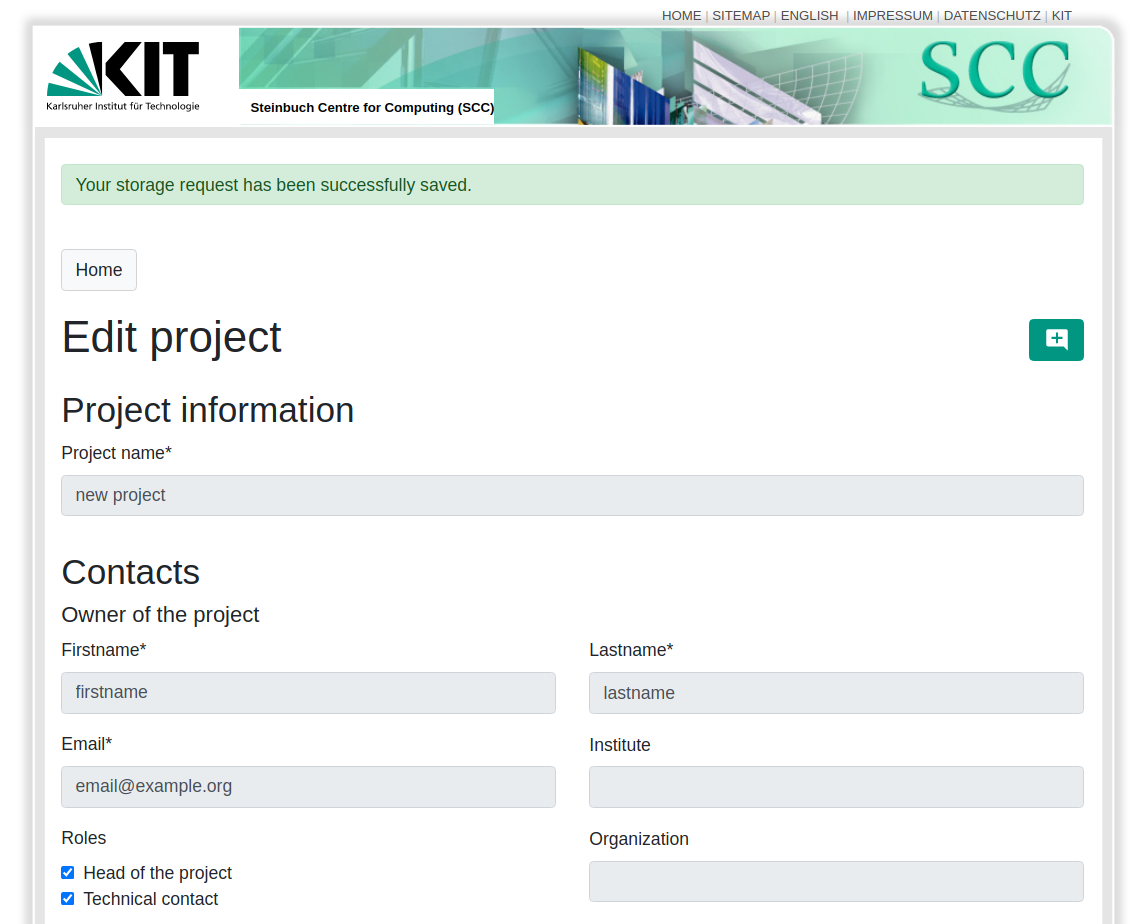 HOME | SITEMAP | ENGLISH | IMPRESSUM | DATENSCHUTZ | KIT
KIT
Karlsruher Institut für Technologie
Steinbuch Centre for Computing (SCC)
SCC
Your storage request has been successfully saved.
Home
Edit project
Project information
Project name*
new project
Contacts
Owner of the project
Firstname*
Lastname*
firstname
lastname
Email*
Institute
email@example.org
Roles
Organization
Head of the project
Technical contact